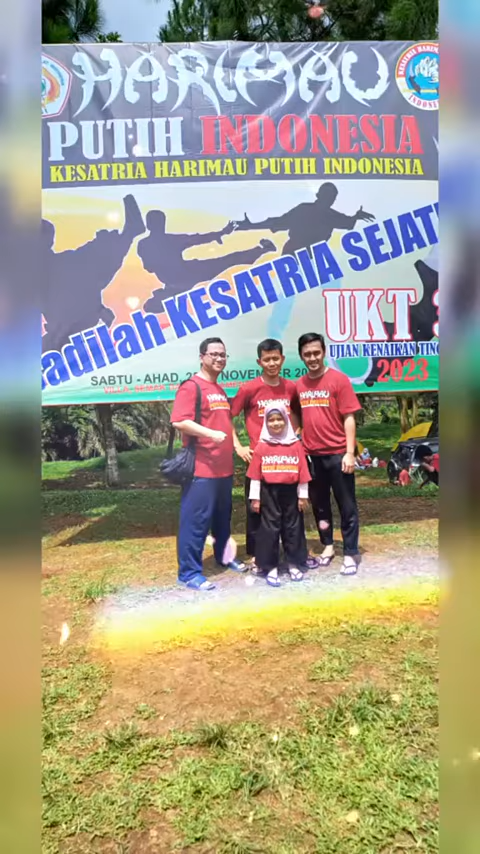 HARIMAU
PUTIH INDONESIA
KESATRIA HARIMAU PUTIH INDONESIA
adilah KESATRIA SEJATI
UKT
UJIAN KENAIKAN TING
2023
SABTU - AHAD, NOVEMBER
HARIMAU
HARIMAU
HARIMAU